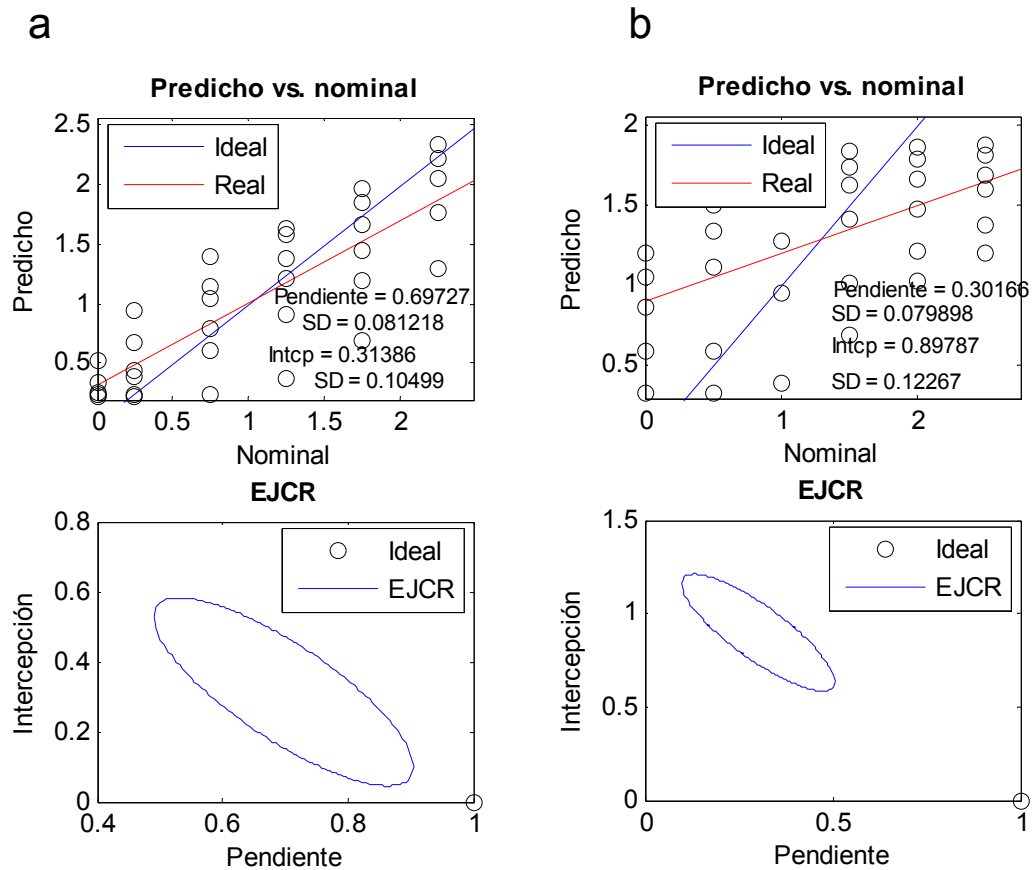 a
Predicho vs. nominal
Predicho
2.5
2
1.5
1
0.5
Ideal
Real
Pendiente = 0.69727
SD = 0.081218
Intcp = 0.31386
SD = 0.10499
0 0.5 1 1.5 2
Nominal
EJCR
Intercepción
0.8
0.6
0.4
0.2
0
Ideal
EJCR
0.4 0.6 0.8 1
Pendiente
b
Predicho vs. nominal
Predicho
2
1.5
1
0.5
Ideal
Real
Pendiente = 0.30166
SD = 0.079898
Intcp = 0.89787
SD = 0.12267
0 1 2
Nominal
EJCR
Intercepción
1.5
1
0.5
0
Ideal
EJCR
0 0.5 1
Pendiente